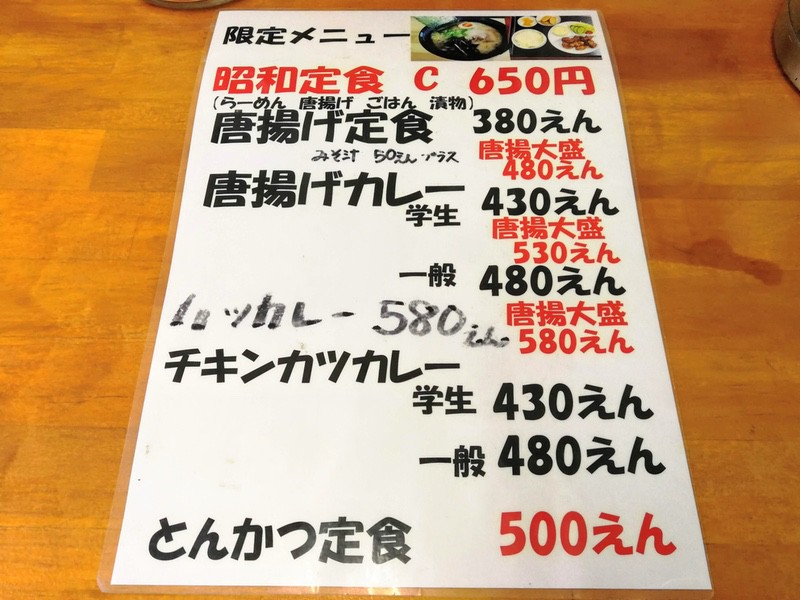 限定メニュー
昭和定食 C 650円
(らーめん 唐揚げ ごはん 漬物)
唐揚げ定食 380えん
みそ汁 50えんプラス
唐揚大盛
480えん
唐揚げカレー
学生 430えん
唐揚大盛
530えん
一般 480えん
唐揚大盛
580えん
カレー 580えん
チキンカツカレー
学生 430えん
一般 480えん
とんかつ定食 500えん